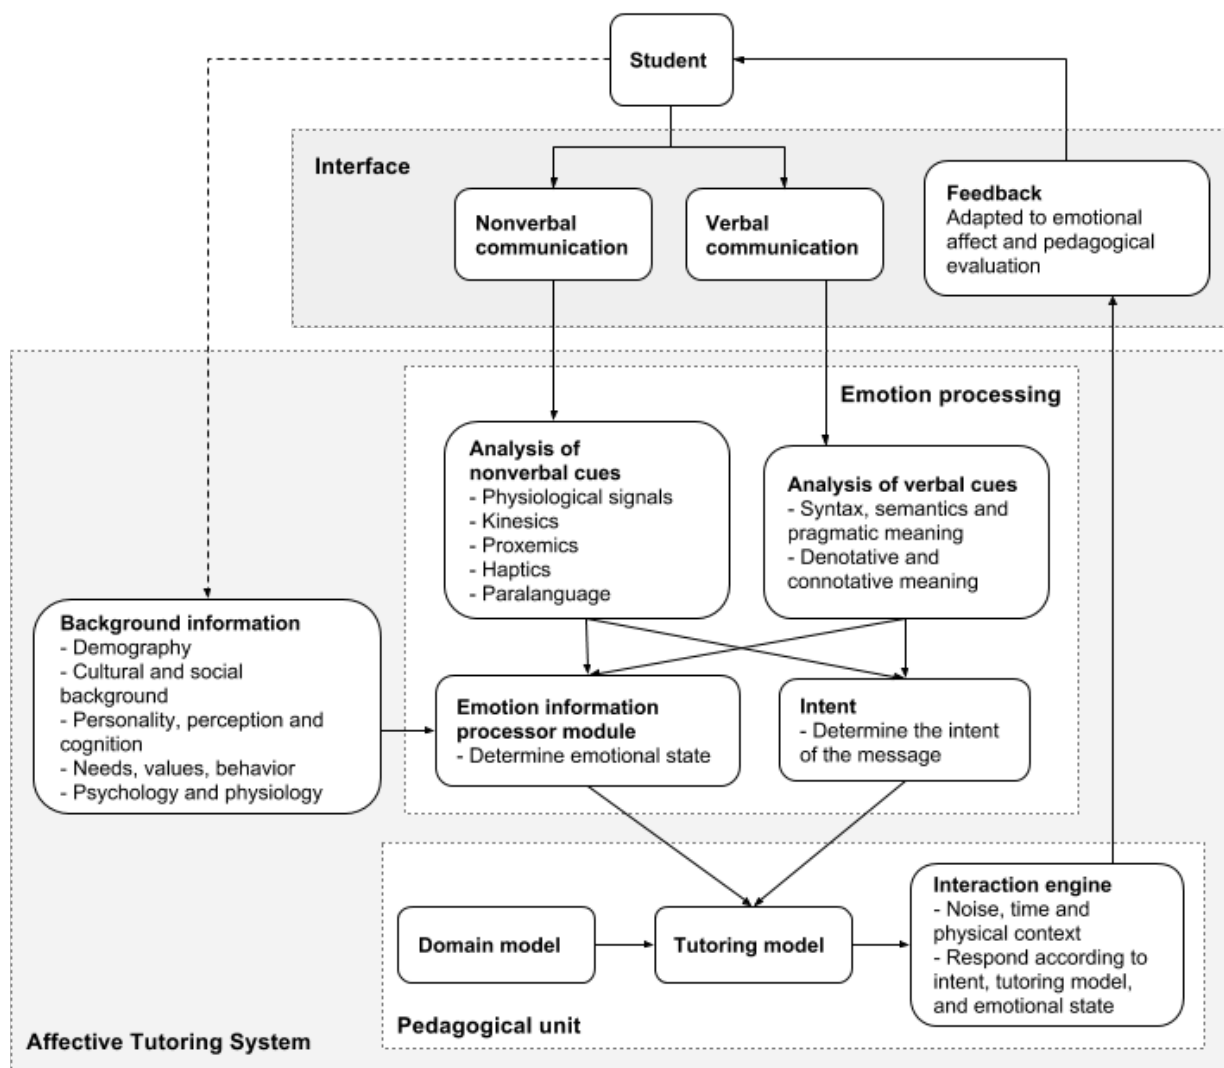 Student
Interface
Nonverbal
communication
Verbal
communication
Feedback
Adapted to emotional
affect and pedagogical
evaluation
Emotion processing
Analysis of
nonverbal cues
- Physiological signals
- Kinesics
- Proxemics
- Haptics
- Paralanguage
Analysis of verbal cues
- Syntax, semantics and
pragmatic meaning
- Denotative and
connotative meaning
Background information
- Demography
- Cultural and social
background
- Personality, perception and
cognition
- Needs, values, behavior
- Psychology and physiology
Emotion information
processor module
- Determine emotional state
Intent
- Determine the intent
of the message
Domain model
Tutoring model
Interaction engine
- Noise, time and
physical context
- Respond according to
intent, tutoring model,
and emotional state
Pedagogical unit
Affective Tutoring System